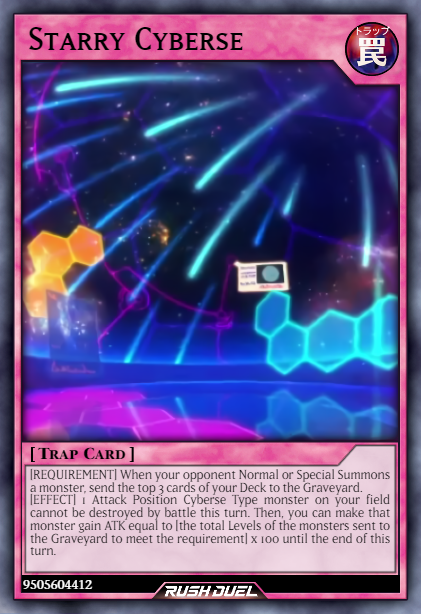 Starry Cyberse
トラップ
罠
[ Trap Card ]
[REQUIREMENT] When your opponent Normal or Special Summons
a monster, send the top 3 cards of your Deck to the Graveyard.
[EFFECT] 1 Attack Position Cyberse Type monster on your field
cannot be destroyed by battle this turn. Then, you can make that
monster gain ATK equal to [the total Levels of the monsters sent to
the Graveyard to meet the requirement] x 100 until the end of this
turn.
9505604412
RUSH DUEL